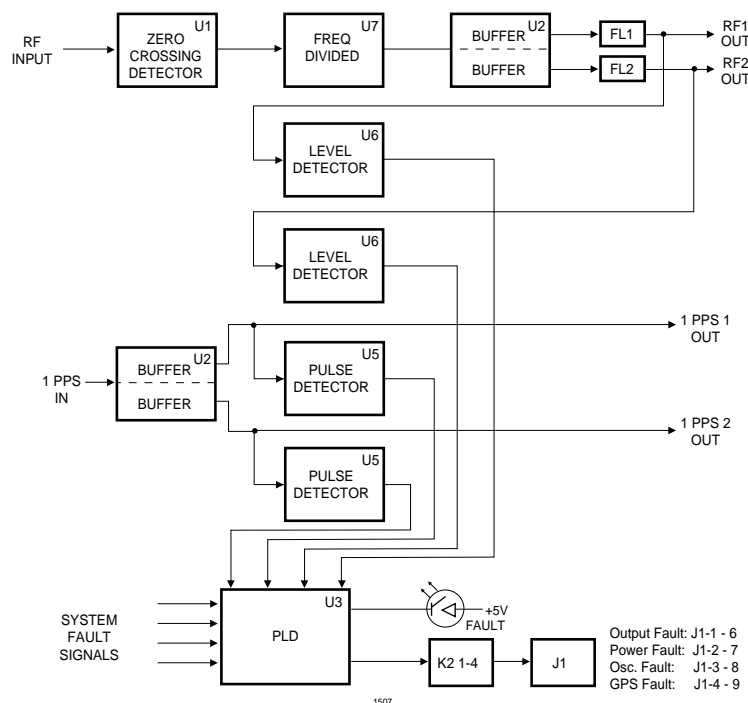 RF
INPUT
U1
ZERO
CROSSING
DETECTOR
U7
FREQ
DIVIDED
U2
BUFFER
BUFFER
FL1
FL2
RF1
OUT
RF2
OUT
U6
LEVEL
DETECTOR
U6
LEVEL
DETECTOR
1 PPS
IN
U2
BUFFER
BUFFER
U5
PULSE
DETECTOR
1 PPS 1
OUT
U5
PULSE
DETECTOR
1 PPS 2
OUT
SYSTEM
FAULT
SIGNALS
U3
PLD
+5V
FAULT
K2 1-4
J1
Output Fault: J1-1 - 6
Power Fault: J1-2 - 7
Osc. Fault: J1-3 - 8
GPS Fault: J1-4 - 9
1507